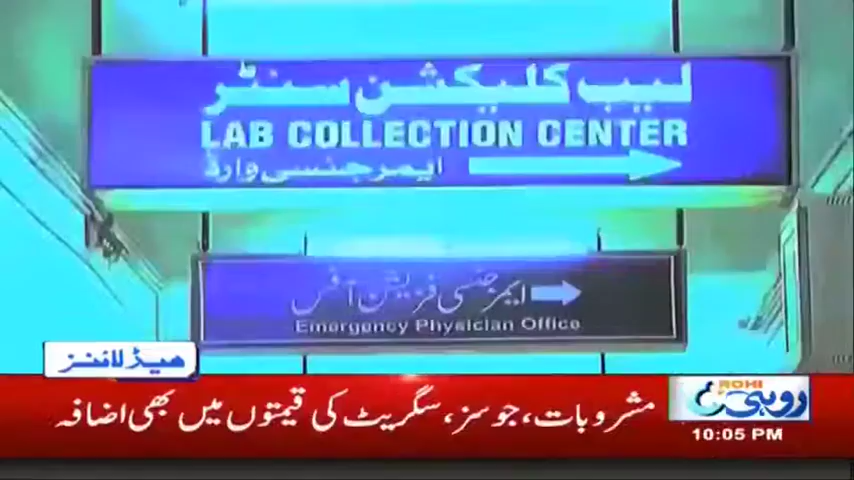 لیب کلیکشن سنٹر
LAB COLLECTION CENTER
ایمرجنسی وارڈ
ایمرجنسی فزیشن آفس
Emergency Physician Office
ہیڈلائنز
مشروبات، جوسز، سگریٹ کی قیمتوں میں بھی اضافہ
ROHI
روہی
10:05 PM